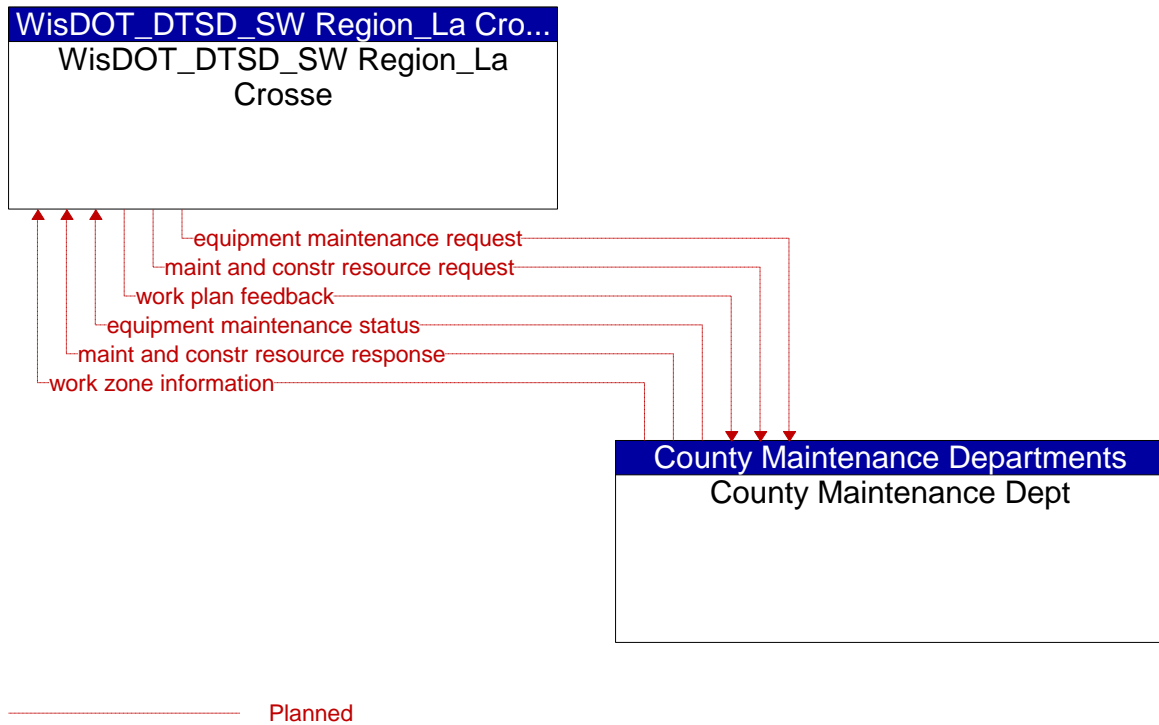 WisDOT_DTSD_SW Region_La Cro...
WisDOT_DTSD_SW Region_La
Crosse
equipment maintenance request
maint and constr resource request
work plan feedback
equipment maintenance status
maint and constr resource response
work zone information
County Maintenance Departments
County Maintenance Dept
Planned